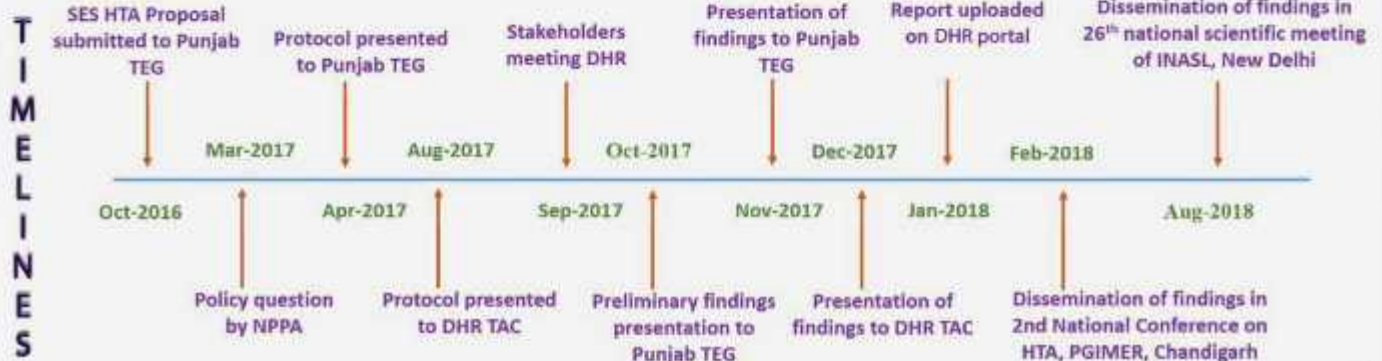 TIMELINES
SES HTA Proposal
submitted to Punjab
TEG
Protocol presented
to Punjab TEG
Stakeholders
meeting DHR
Presentation of
findings to Punjab
TEG
Report uploaded
on DHR portal
Dissemination of findings in
26th national scientific meeting
of INASL, New Delhi
Mar-2017
Aug-2017
Oct-2017
Dec-2017
Feb-2018
Oct-2016
Apr-2017
Sep-2017
Nov-2017
Jan-2018
Aug-2018
Policy question
by NPPA
Protocol presented
to DHR TAC
Preliminary findings
presentation to
Punjab TEG
Presentation of
findings to DHR TAC
Dissemination of findings in
2nd National Conference on
HTA, PGIMER, Chandigarh